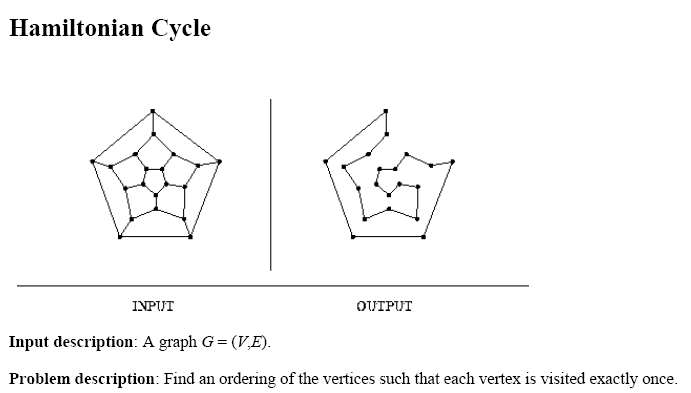 Hamiltonian Cycle
INPUT
OUTPUT
Input description: A graph G = (V,E).
Problem description: Find an ordering of the vertices such that each vertex is visited exactly once.